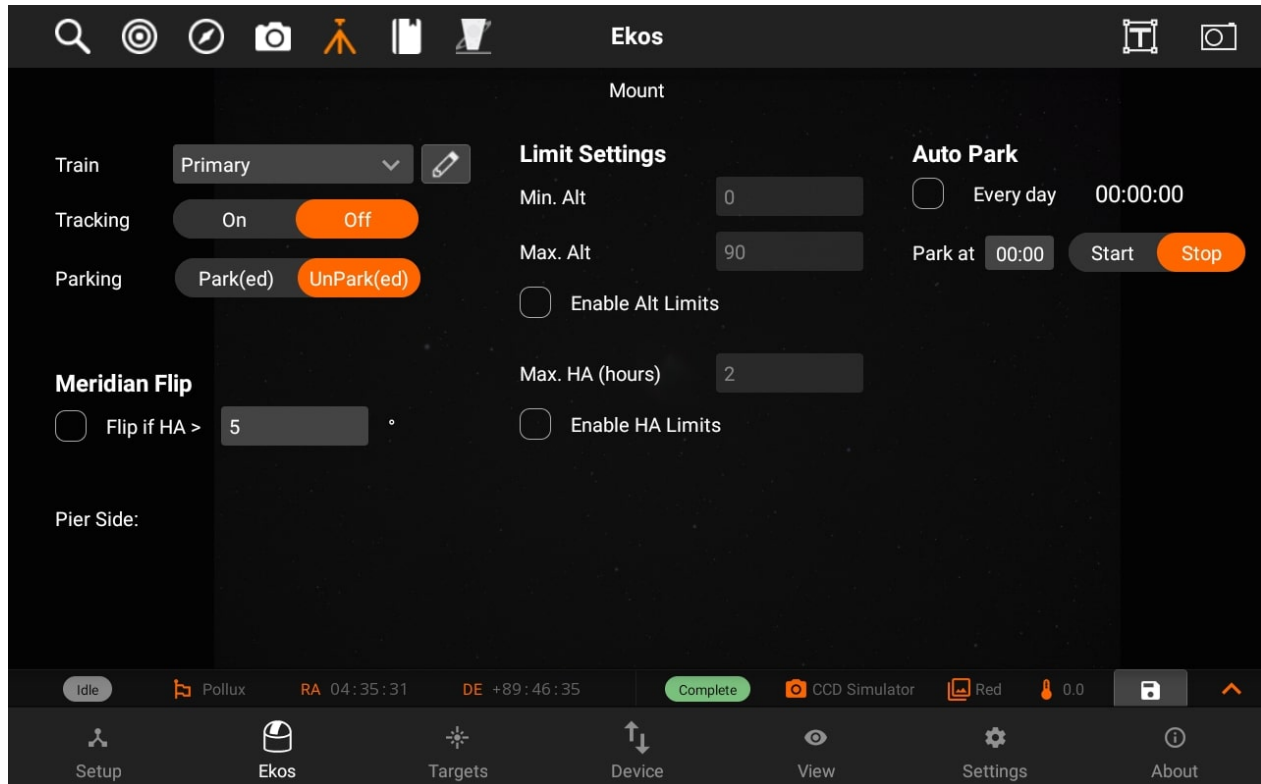 Ekos
Mount
Train Primary
Tracking On Off
Parking Park(ed) UnPark(ed)
Meridian Flip
Flip if HA > 5 °
Pier Side:
Limit Settings
Min. Alt 0
Max. Alt 90
Enable Alt Limits
Max. HA (hours) 2
Enable HA Limits
Auto Park
Every day 00:00:00
Park at 00:00 Start Stop
Idle Pollux RA 04:35:31 DE +89:46:35 Complete CCD Simulator Red 0.0
Setup Ekos Targets Device View Settings About